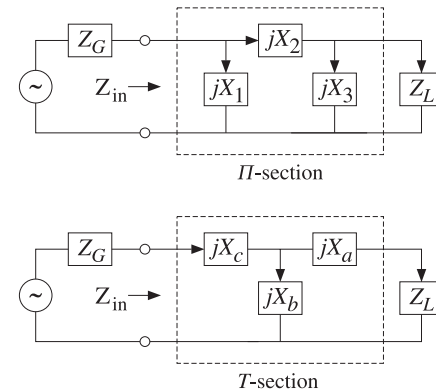 Z_G jX_2
~ Z_in jX_1 jX_3 Z_L
Π-section
Z_G jX_c jX_a
~ Z_in jX_b Z_L
T-section